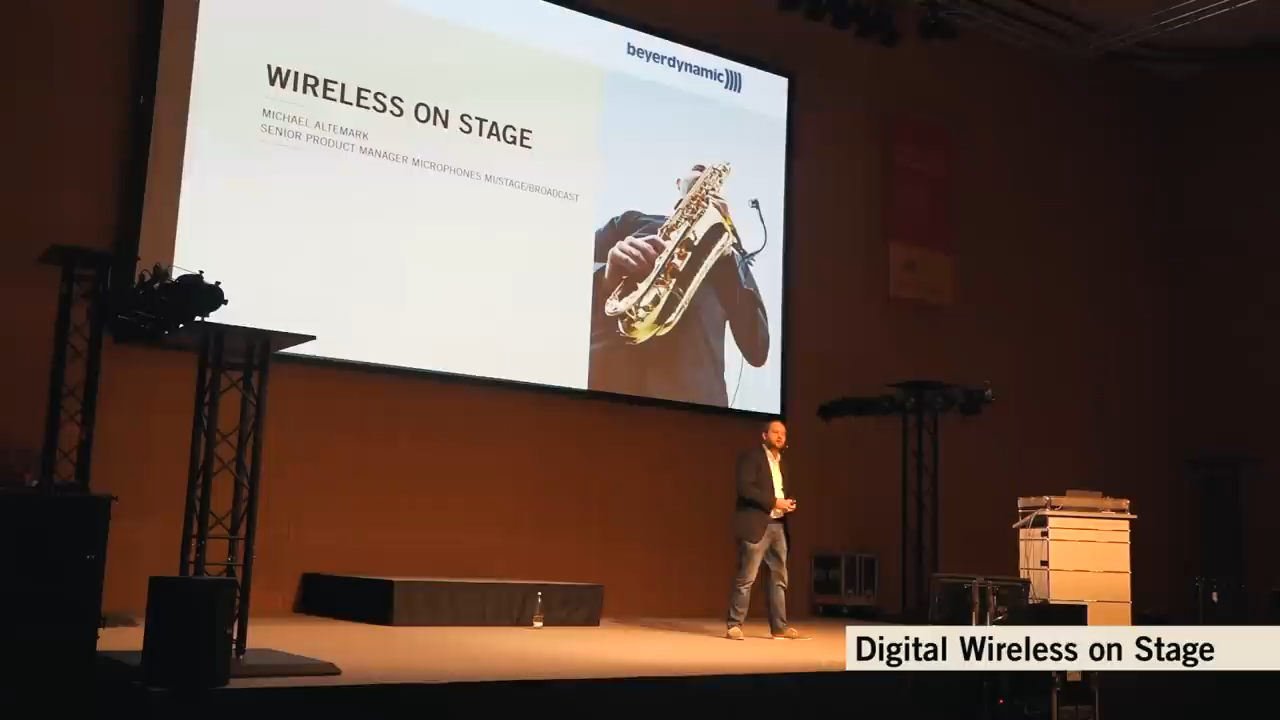 beyerdynamic
WIRELESS ON STAGE
MICHAEL ALTEMARK
SENIOR PRODUCT MANAGER MICROPHONES MI/STAGE/BROADCAST
Digital Wireless on Stage